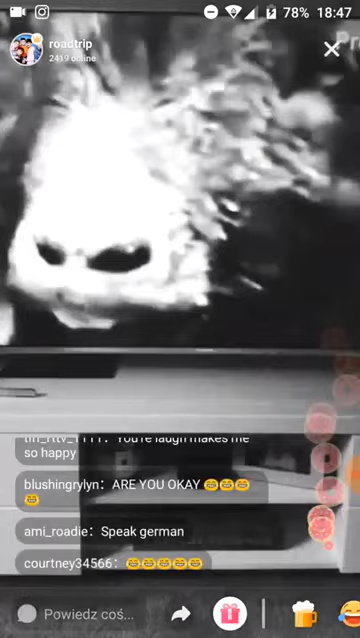 78% 18:47
roadtrip
2419 online
You're laugh makes me
so happy
blushingrylyn: ARE YOU OKAY 😂😂😂
😂
ami_roadie: Speak german
courtney34566: 😂😂😂😂😂
Powiedz coś...